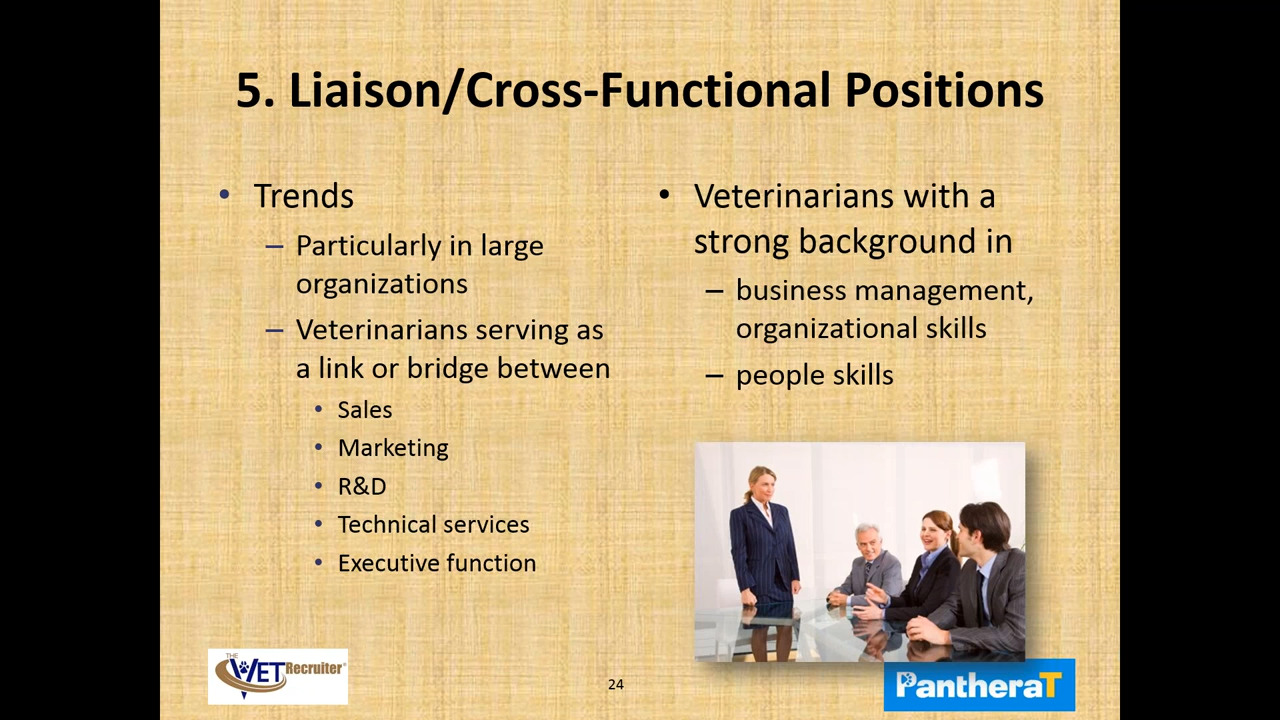 5. Liaison/Cross-Functional Positions
• Trends
– Particularly in large
organizations
– Veterinarians serving as
a link or bridge between
• Sales
• Marketing
• R&D
• Technical services
• Executive function
• Veterinarians with a
strong background in
– business management,
organizational skills
– people skills
THE
VET Recruiter®
24
PantheraT